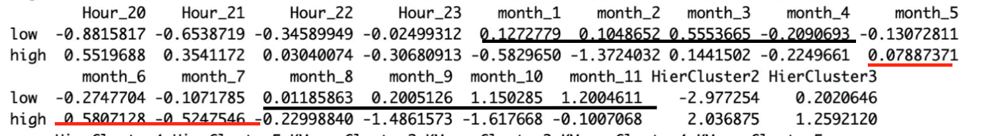 Hour_20 Hour_21 Hour_22 Hour_23 month_1 month_2 month_3 month_4 month_5
low -0.8815817 -0.6538719 -0.34589949 -0.02499312 0.1272779 0.1048652 0.5553665 -0.2090693 -0.13072811
high 0.5519688 0.3541172 0.03040074 -0.30680913 -0.5829650 -1.3724032 0.1441502 -0.2249661 0.07887371
month_6 month_7 month_8 month_9 month_10 month_11 HierCluster2 HierCluster3
low -0.2747704 -0.1071785 0.01185863 0.2005126 1.150285 1.2004611 -2.977254 0.2020646
high 0.5807128 -0.5247546 -0.22998840 -1.4861573 -1.617668 -0.1007068 2.036875 1.2592120